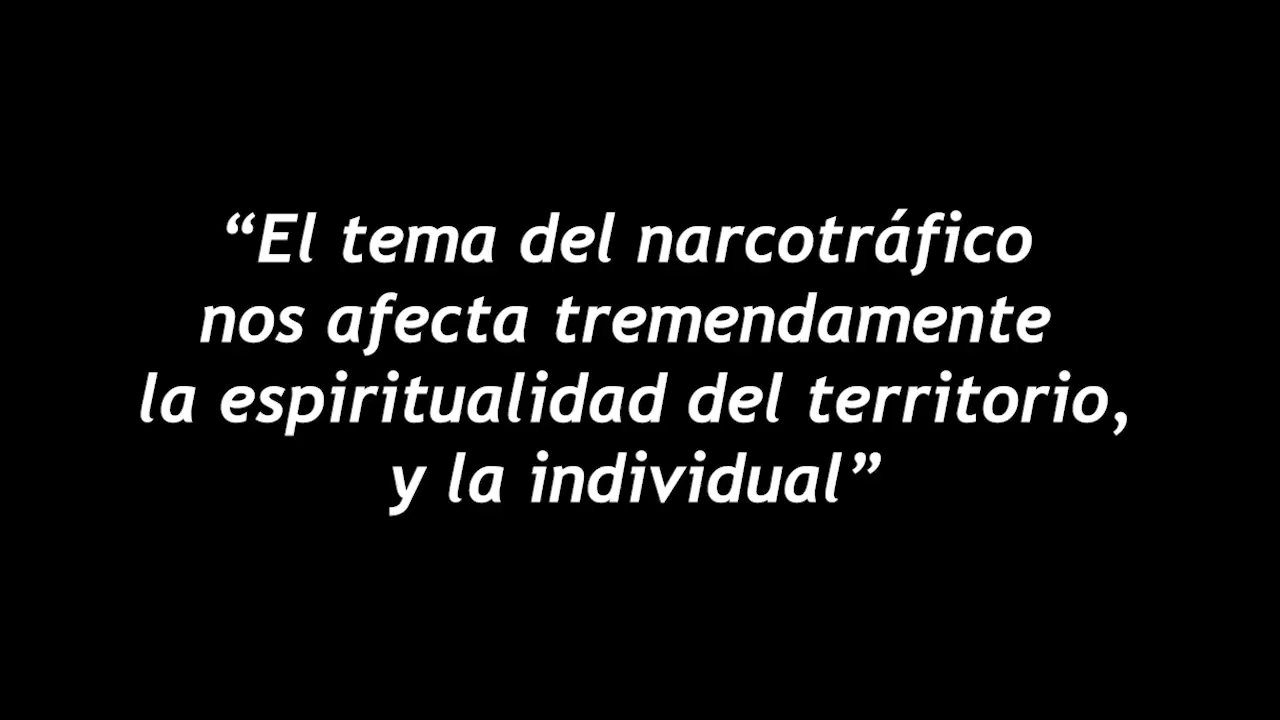 “El tema del narcotráfico
nos afecta tremendamente
la espiritualidad del territorio,
y la individual”